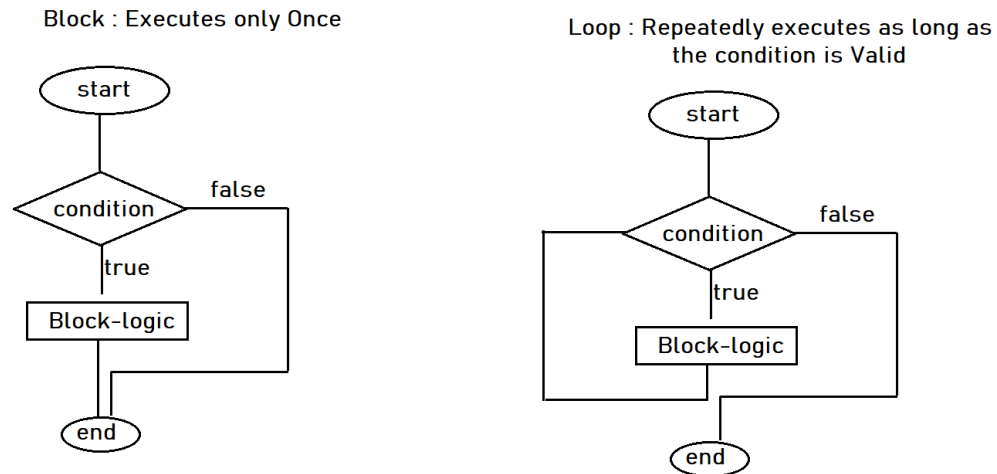 Block : Executes only Once
start
condition
false
true
Block-logic
end
Loop : Repeatedly executes as long as
the condition is Valid
start
condition
false
true
Block-logic
end